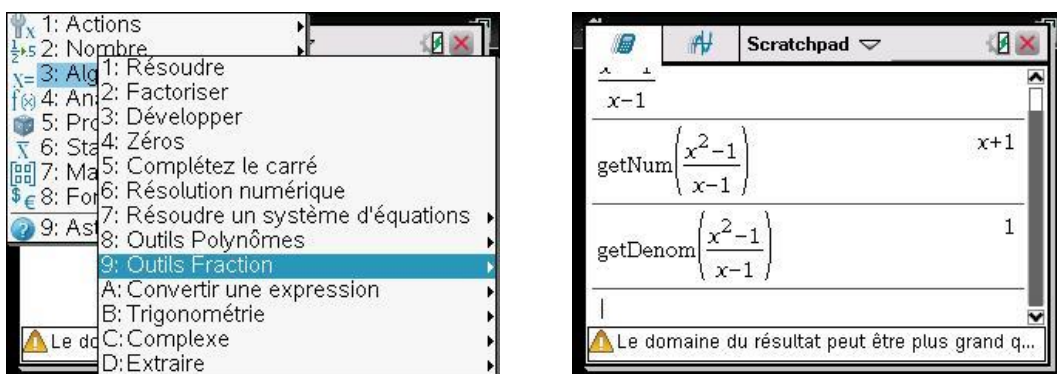 1: Actions
2: Nombre
3: Alg
4: An
5: Pro
6: Sta
7: Ma
8: For
9: Ast
1: Résoudre
2: Factoriser
3: Développer
4: Zéros
5: Complétez le carré
6: Résolution numérique
7: Résoudre un système d'équations
8: Outils Polynômes
9: Outils Fraction
A: Convertir une expression
B: Trigonométrie
C: Complexe
D: Extraire
Le do
Scratchpad
x-1
getNum((x²-1)/(x-1)) x+1
getDenom((x²-1)/(x-1)) 1
Le domaine du résultat peut être plus grand q...